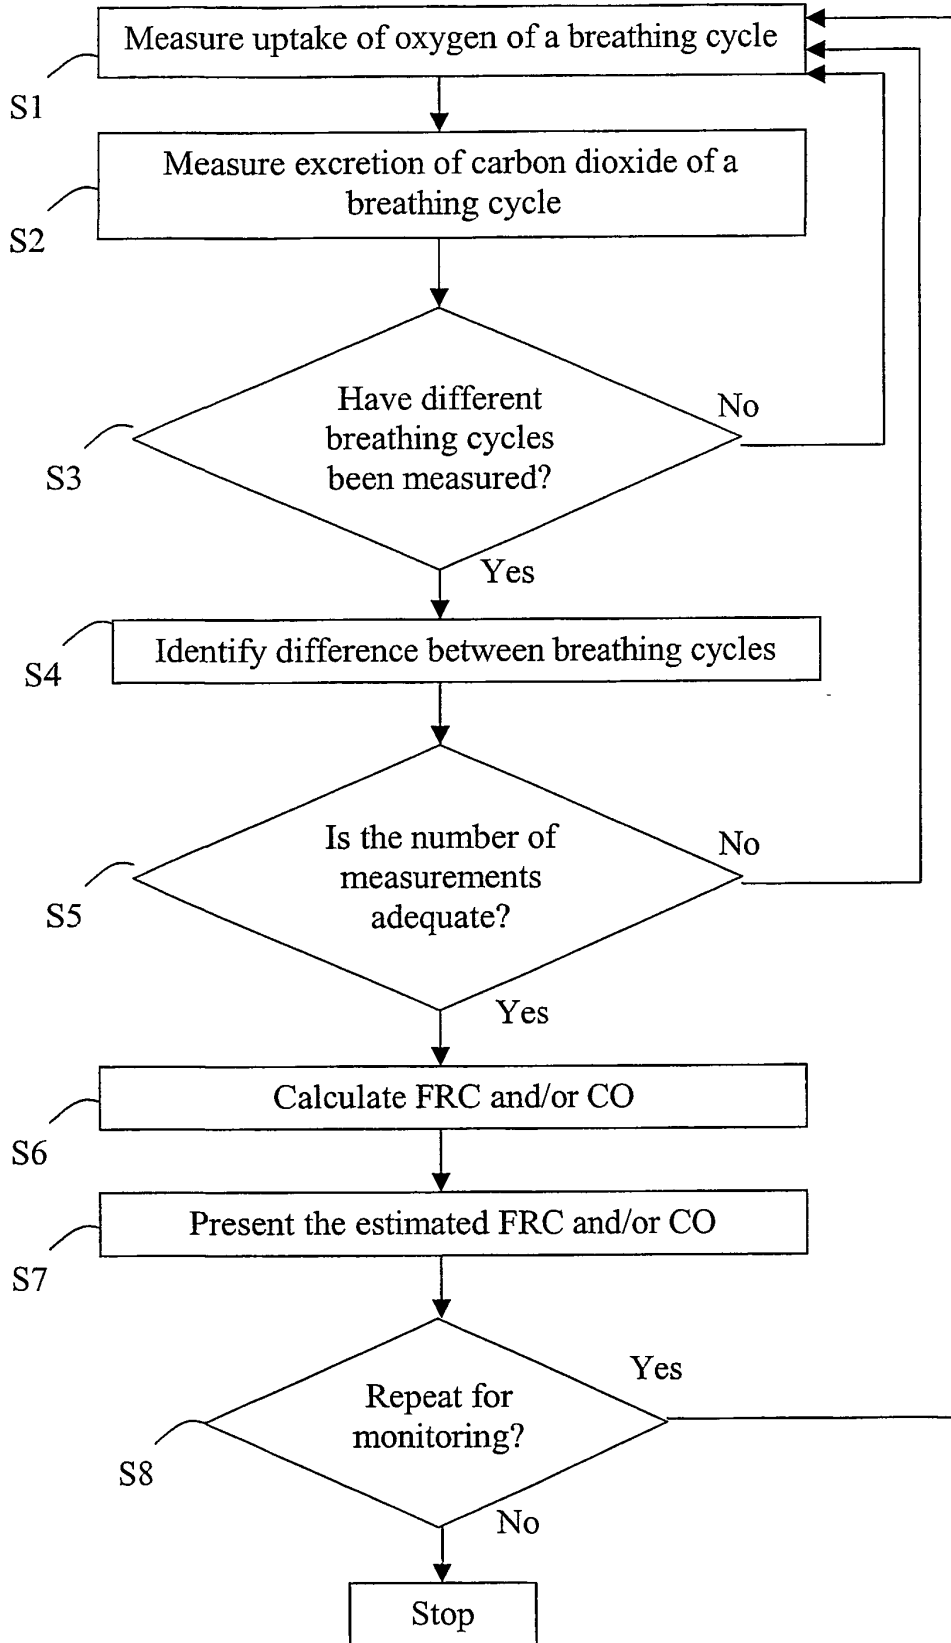 Measure uptake of oxygen of a breathing cycle
S1
Measure excretion of carbon dioxide of a
breathing cycle
S2
Have different
breathing cycles
been measured?
No
S3
Yes
Identify difference between breathing cycles
S4
Is the number of
measurements
adequate?
No
S5
Yes
Calculate FRC and/or CO
S6
Present the estimated FRC and/or CO
S7
Repeat for
monitoring?
Yes
S8
No
Stop